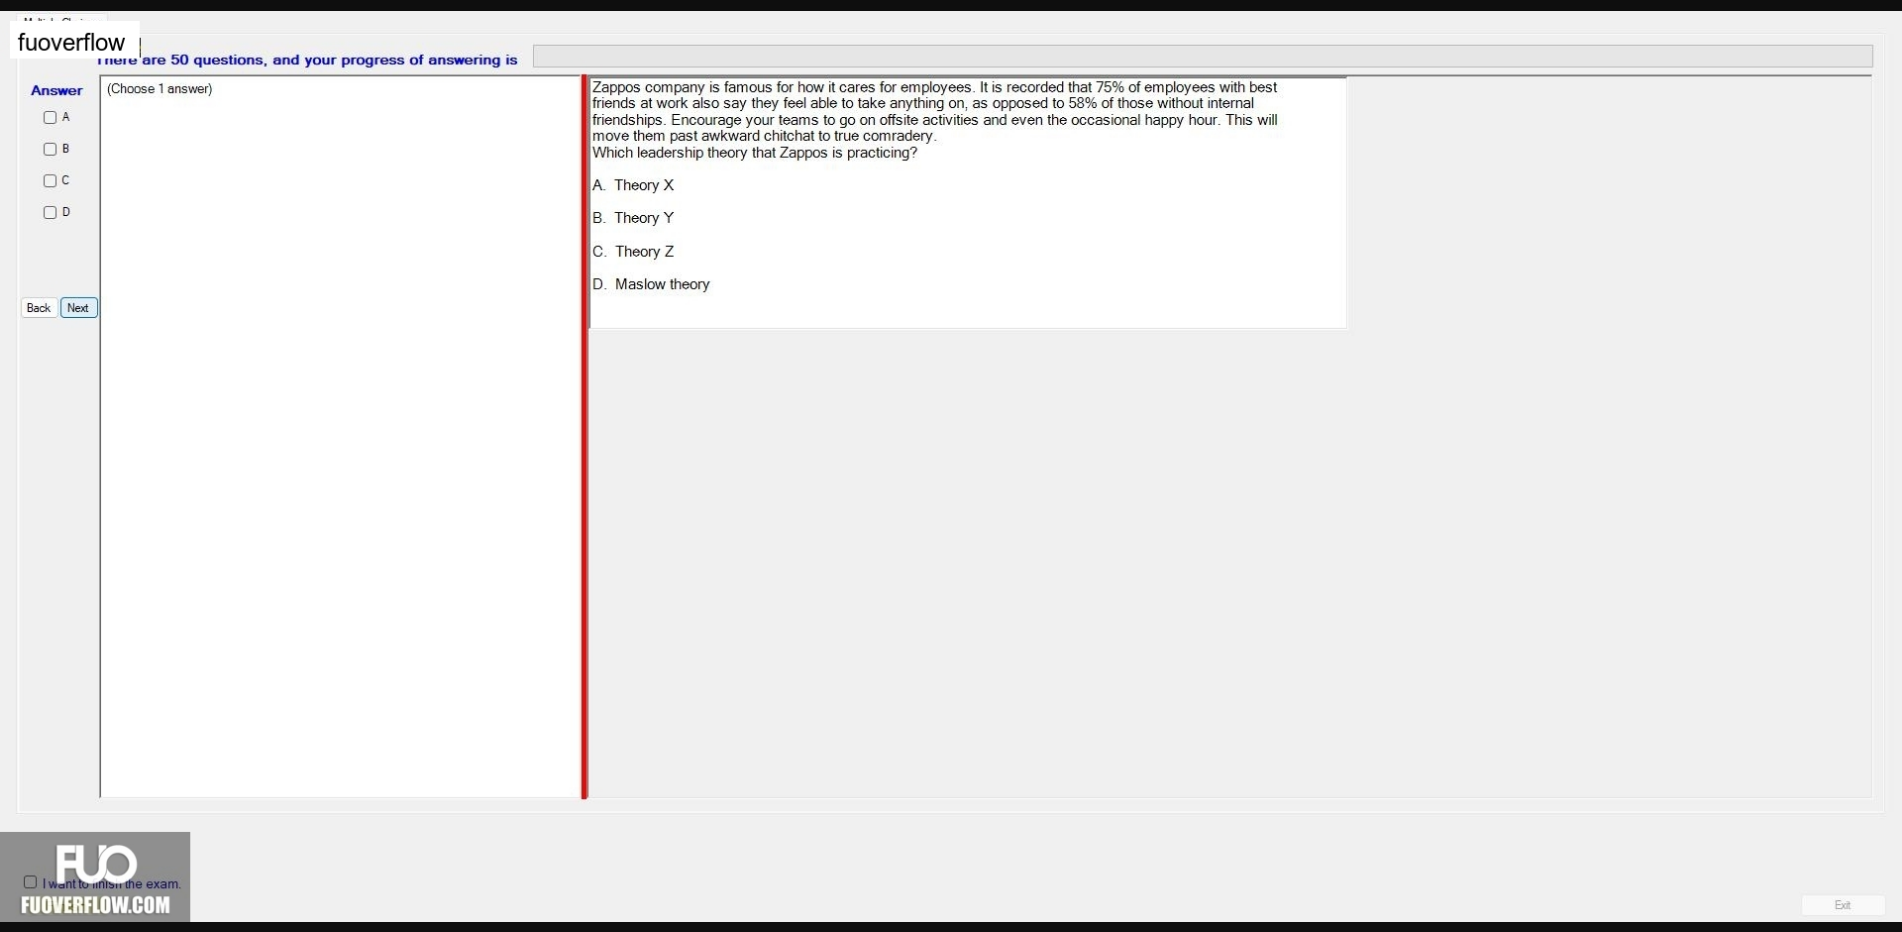 fuoverflow
There are 50 questions, and your progress of answering is
Answer
(Choose 1 answer)
A
B
C
D
Back
Next
Zappos company is famous for how it cares for employees. It is recorded that 75% of employees with best
friends at work also say they feel able to take anything on, as opposed to 58% of those without internal
friendships. Encourage your teams to go on offsite activities and even the occasional happy hour. This will
move them past awkward chitchat to true comradery.
Which leadership theory that Zappos is practicing?
A. Theory X
B. Theory Y
C. Theory Z
D. Maslow theory
FUO
I want to finish the exam.
FUOVERFLOW.COM
Exit